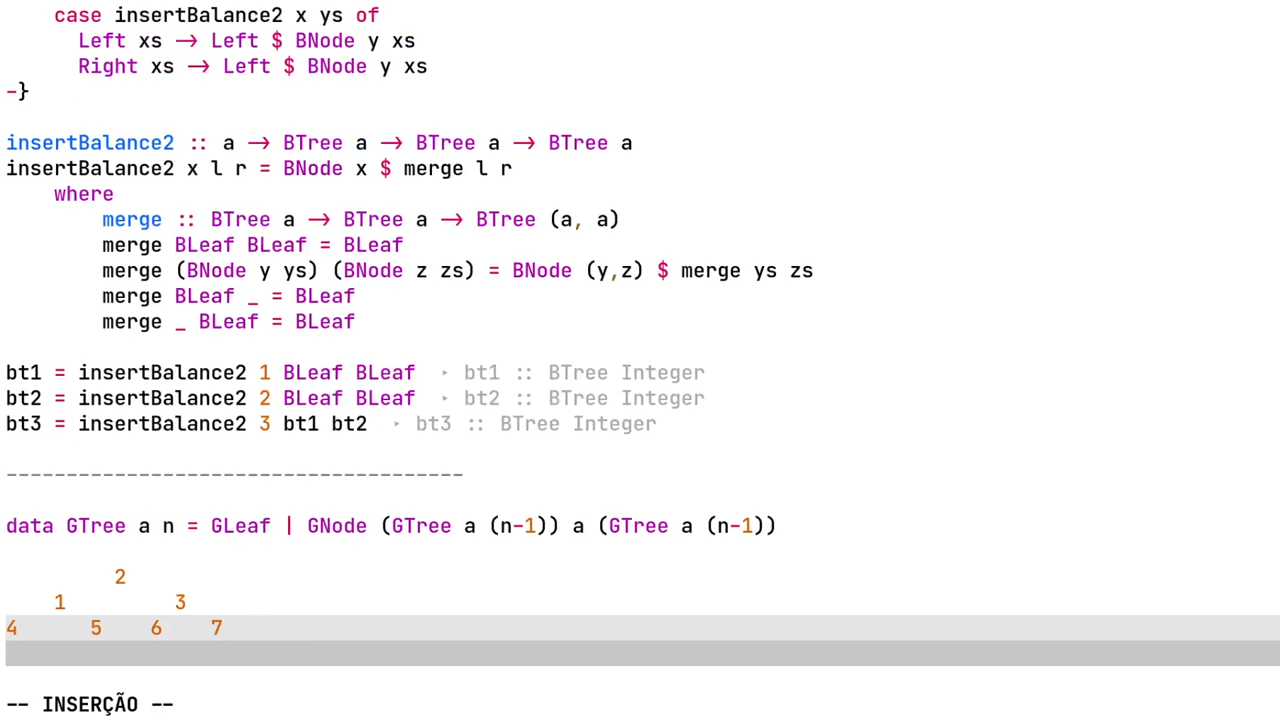 case insertBalance2 x ys of
      Left xs → Left $ BNode y xs
      Right xs → Left $ BNode y xs
-}

insertBalance2 :: a → BTree a → BTree a → BTree a
insertBalance2 x l r = BNode x $ merge l r
    where
        merge :: BTree a → BTree a → BTree (a, a)
        merge BLeaf BLeaf = BLeaf
        merge (BNode y ys) (BNode z zs) = BNode (y,z) $ merge ys zs
        merge BLeaf _ = BLeaf
        merge _ BLeaf = BLeaf

bt1 = insertBalance2 1 BLeaf BLeaf  ‣ bt1 :: BTree Integer
bt2 = insertBalance2 2 BLeaf BLeaf  ‣ bt2 :: BTree Integer
bt3 = insertBalance2 3 bt1 bt2  ‣ bt3 :: BTree Integer

--------------------------------------

data GTree a n = GLeaf | GNode (GTree a (n-1)) a (GTree a (n-1))

         2
    1         3
4      5    6    7

-- INSERÇÃO --